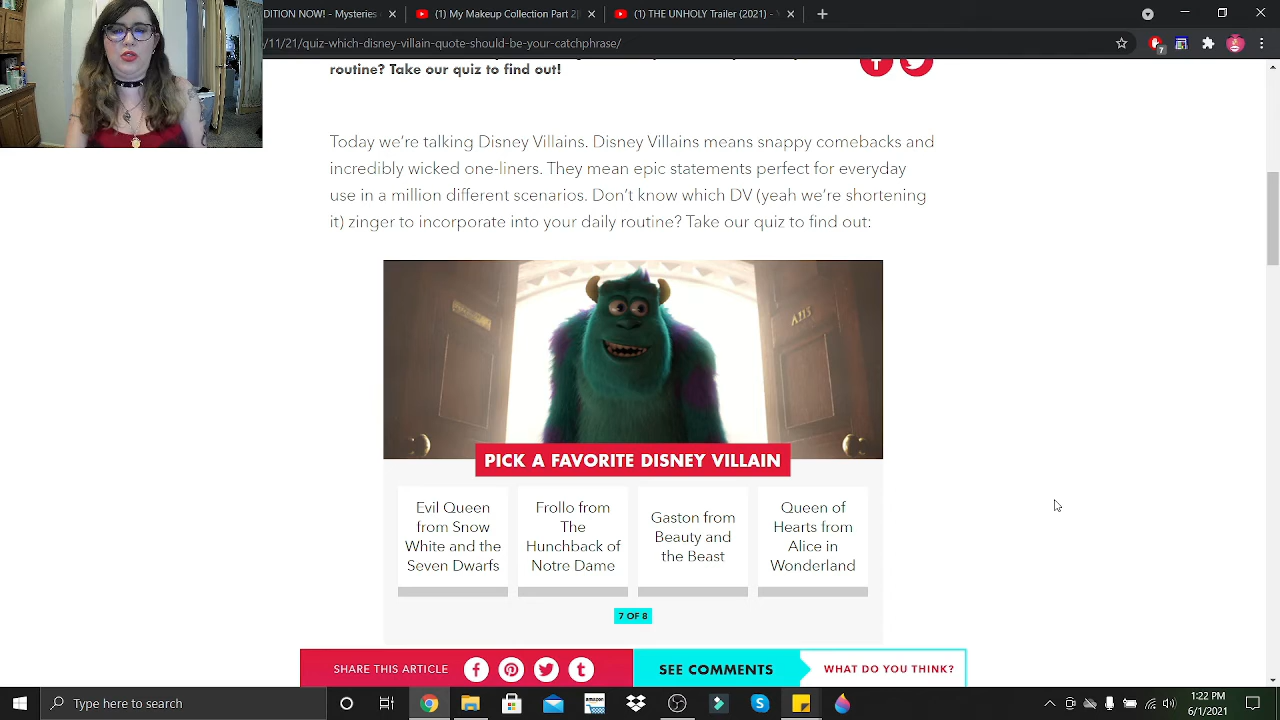 DITION NOW! - Mysteries
(1) My Makeup Collection Part 2|
(1) THE UNHOLY Trailer (2021) -
/11/21/quiz-which-disney-villain-quote-should-be-your-catchphrase/
7
routine? Take our quiz to find out!
Today we're talking Disney Villains. Disney Villains means snappy comebacks and
incredibly wicked one-liners. They mean epic statements perfect for everyday
use in a million different scenarios. Don't know which DV (yeah we're shortening
it) zinger to incorporate into your daily routine? Take our quiz to find out:
A113
PICK A FAVORITE DISNEY VILLAIN
Evil Queen
from Snow
White and the
Seven Dwarfs
Frollo from
The
Hunchback of
Notre Dame
Gaston from
Beauty and
the Beast
Queen of
Hearts from
Alice in
Wonderland
7 OF 8
SHARE THIS ARTICLE
SEE COMMENTS
WHAT DO YOU THINK?
Type here to search
amazon
1:22 PM
6/1/2021